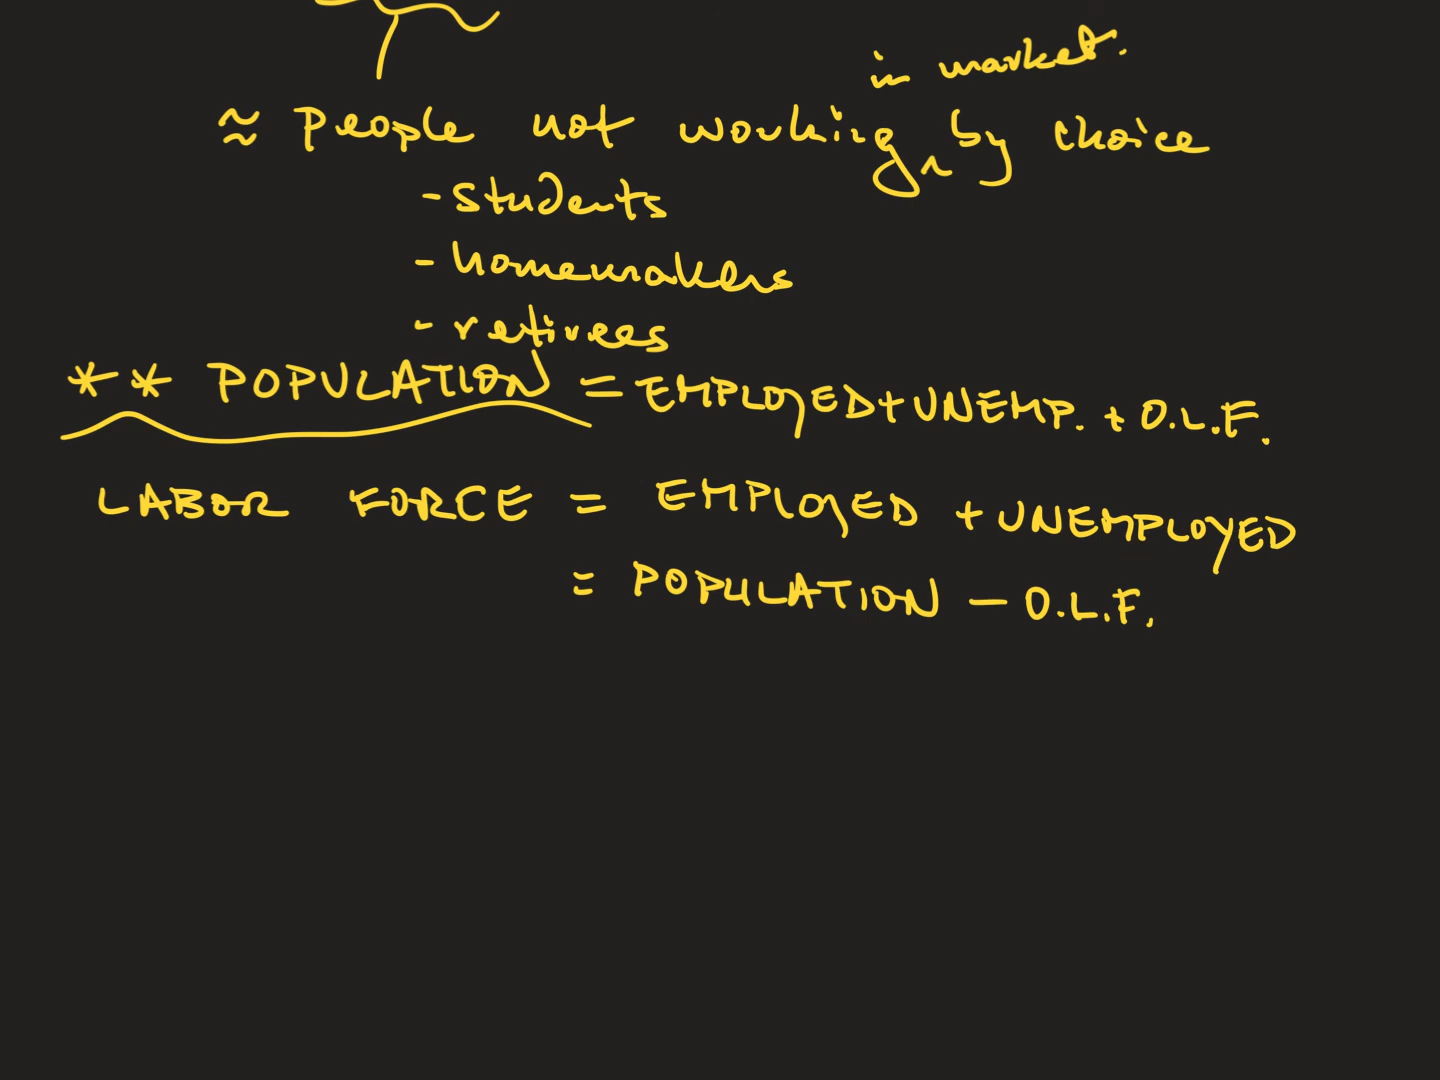 in market.
≈ people not working ^ by choice
- students
- homemakers
- retirees
** POPULATION = EMPLOYED + UNEMP. + O.L.F.
LABOR FORCE = EMPLOYED + UNEMPLOYED
= POPULATION - O.L.F.